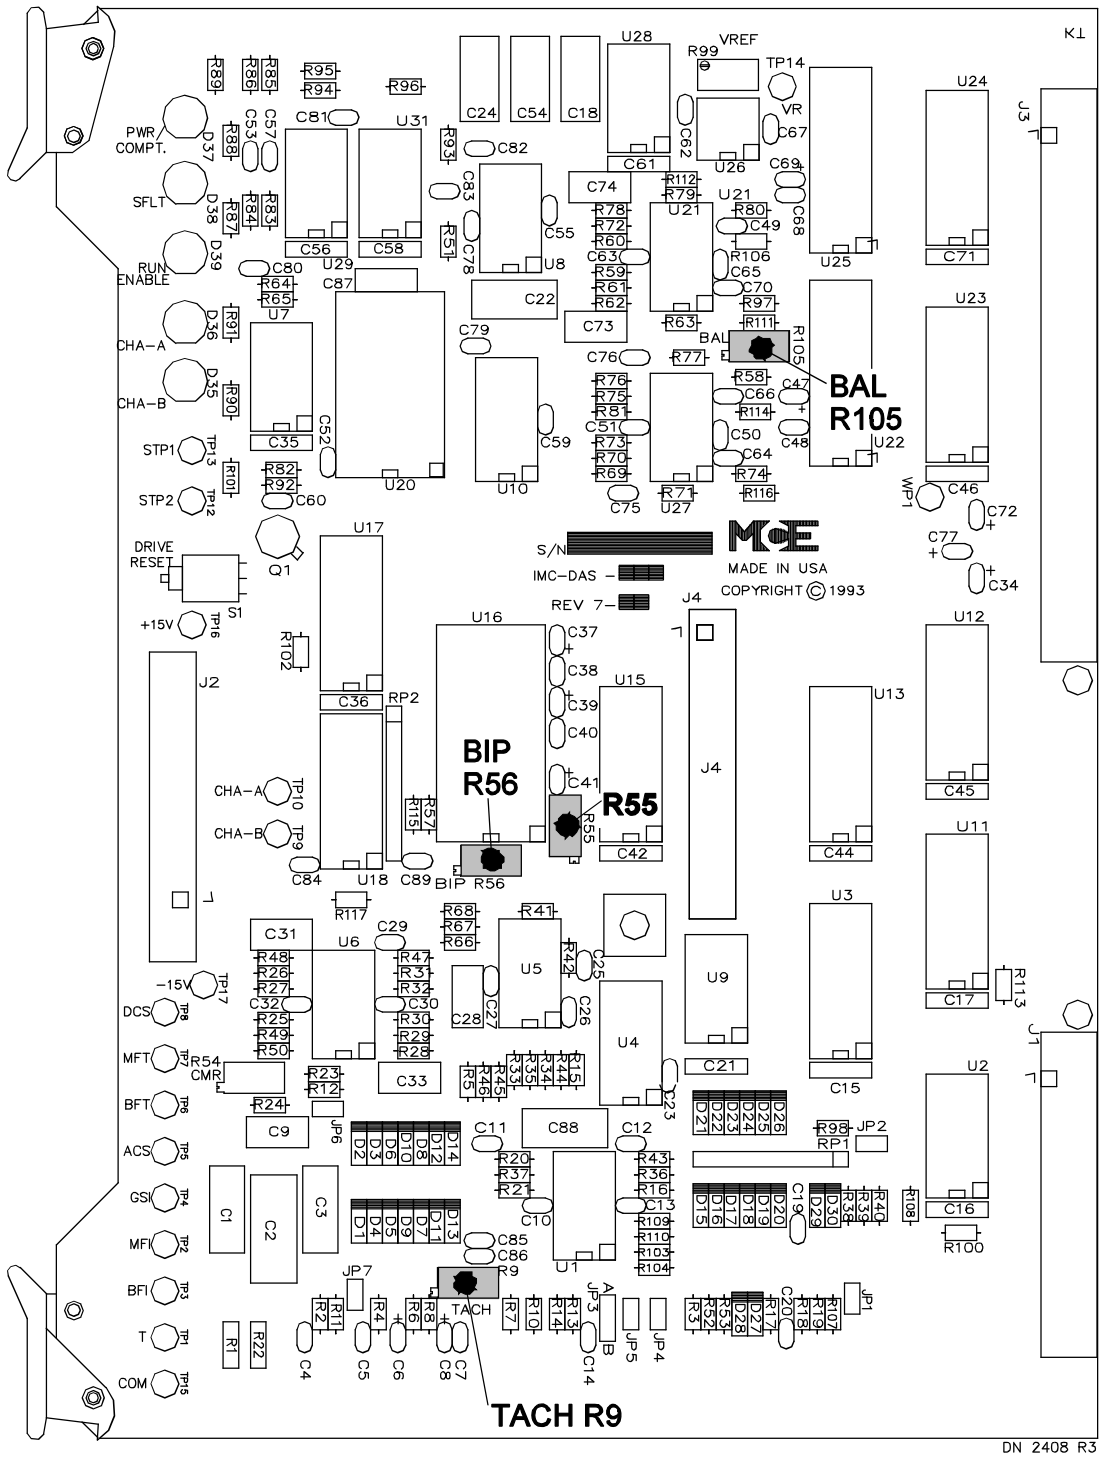 KT
U28
R99
VREF
TP14
VR
R89
R86
R85
R95
R94
R96
C24
C54
C18
C62
C67
U26
U24
J3
PWR
COMPT.
D37
R88
C53
C57
C81
U31
R93
C82
C61
C69
+
C68
SFLT
D38
R87
R84
R83
C83
C78
R51
C74
R112
R79
U21
U21
R78
R72
R60
C63
R59
R61
R62
R80
C49
R106
C65
C70
R97
R111
U25
C71
RUN
ENABLE
D39
C56
C58
U29
C87
C80
R64
R65
U8
C55
C22
C73
R63
BAL
R105
U7
CHA-A
D36
R91
C79
C76
R77
R58
U23
BAL
R105
CHA-B
D35
R90
R76
R75
R81
C51
R73
R70
R69
C66
R114
C47
+
C48
C50
C64
R74
R116
U22
STP1
TP13
C35
C52
C59
R101
R82
R92
C60
U20
U10
C75
R71
U27
C46
WP1
C72
+
STP2
TP12
U17
Q1
DRIVE
RESET
S1
S/N
MCE
MADE IN USA
IMC-DAS -
COPYRIGHT © 1993
REV 7-
C77
+
+
C34
+15V
TP16
R102
J4
U16
C37
+
C38
+
C39
C40
+
C41
U15
U13
U12
J2
C36
RP2
BIP
R56
R55
J4
CHA-A
TP10
CHA-B
TP9
R115
R57
R55
C45
U11
C84
U18
C89
BIP R56
C42
C44
R117
C31
U6
C29
R68
R67
R66
R41
U3
R48
R26
R27
C32
R25
R49
R50
R47
R31
R32
C30
R30
R29
R28
C28
C27
U5
R42
C25
C26
U9
U4
C17
R113
-15V
TP17
DCS
TP8
MFT
TP7
R54
CMR
R23
R12
C33
R5
R46
R45
R33
R35
R34
R44
R15
C23
C21
C15
U2
J1
BFT
TP6
R24
JP6
C9
C88
D21
D22
D23
D24
D25
D26
R98
JP2
RP1
ACS
TP5
D2
D3
D6
D10
D8
D12
D14
C11
C12
R20
R37
R21
R43
R36
R16
GSI
TP4
C1
C2
C3
D1
D4
D5
D9
D7
D11
D13
C10
C13
R109
R110
R103
R104
D15
D16
D17
D18
D19
D20
C19
D29
D30
R38
R39
R40
R108
C16
R100
MFI
TP2
C85
C86
R9
U1
BFI
TP3
JP7
TACH
JP3
A
B
JP5
JP4
JP1
T
TP1
R1
R22
C4
R2
R11
C5
R4
C6
+
R6
R8
C8
+
C7
R7
R10
R14
R13
C14
R3
R52
R53
D28
D27
R17
C20
R18
R19
R107
COM
TP15
TACH R9
DN 2408 R3